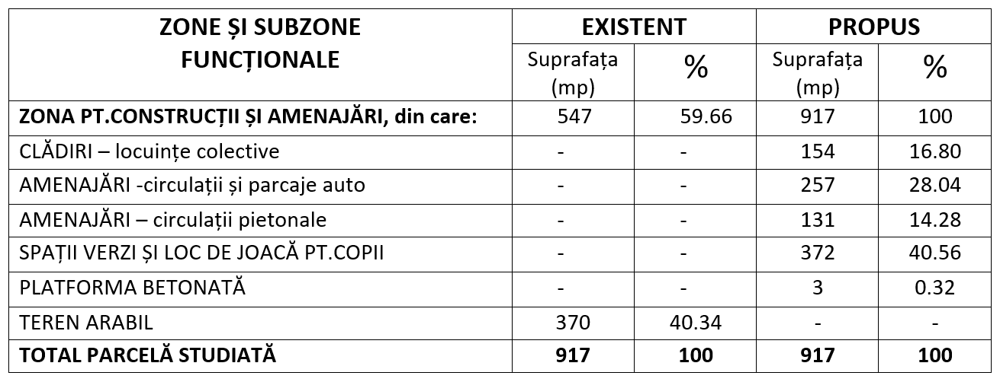 ZONE ȘI SUBZONE FUNCȚIONALE EXISTENT PROPUS
Suprafața (mp) % Suprafața (mp) %
ZONA PT.CONSTRUCȚII ȘI AMENAJĂRI, din care: 547 59.66 917 100
CLĂDIRI – locuințe colective - - 154 16.80
AMENAJĂRI -circulații și parcaje auto - - 257 28.04
AMENAJĂRI – circulații pietonale - - 131 14.28
SPAȚII VERZI ȘI LOC DE JOACĂ PT.COPII - - 372 40.56
PLATFORMA BETONATĂ - - 3 0.32
TEREN ARABIL 370 40.34 - -
TOTAL PARCELĂ STUDIATĂ 917 100 917 100